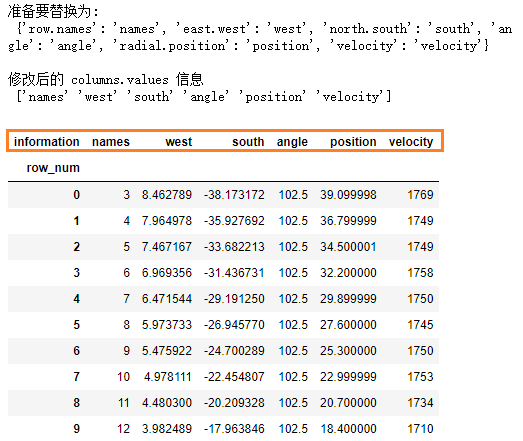 准备要替换为:
{'row.names': 'names', 'east.west': 'west', 'north.south': 'south', 'an
gle': 'angle', 'radial.position': 'position', 'velocity': 'velocity'}
修改后的 columns.values 信息
['names' 'west' 'south' 'angle' 'position' 'velocity']
information names west south angle position velocity
row_num
0 3 8.462789 -38.173172 102.5 39.099998 1769
1 4 7.964978 -35.927692 102.5 36.799999 1749
2 5 7.467167 -33.682213 102.5 34.500001 1749
3 6 6.969356 -31.436731 102.5 32.200000 1758
4 7 6.471544 -29.191250 102.5 29.899999 1750
5 8 5.973733 -26.945770 102.5 27.600000 1745
6 9 5.475922 -24.700289 102.5 25.300000 1750
7 10 4.978111 -22.454807 102.5 22.999999 1753
8 11 4.480300 -20.209328 102.5 20.700000 1734
9 12 3.982489 -17.963846 102.5 18.400000 1710